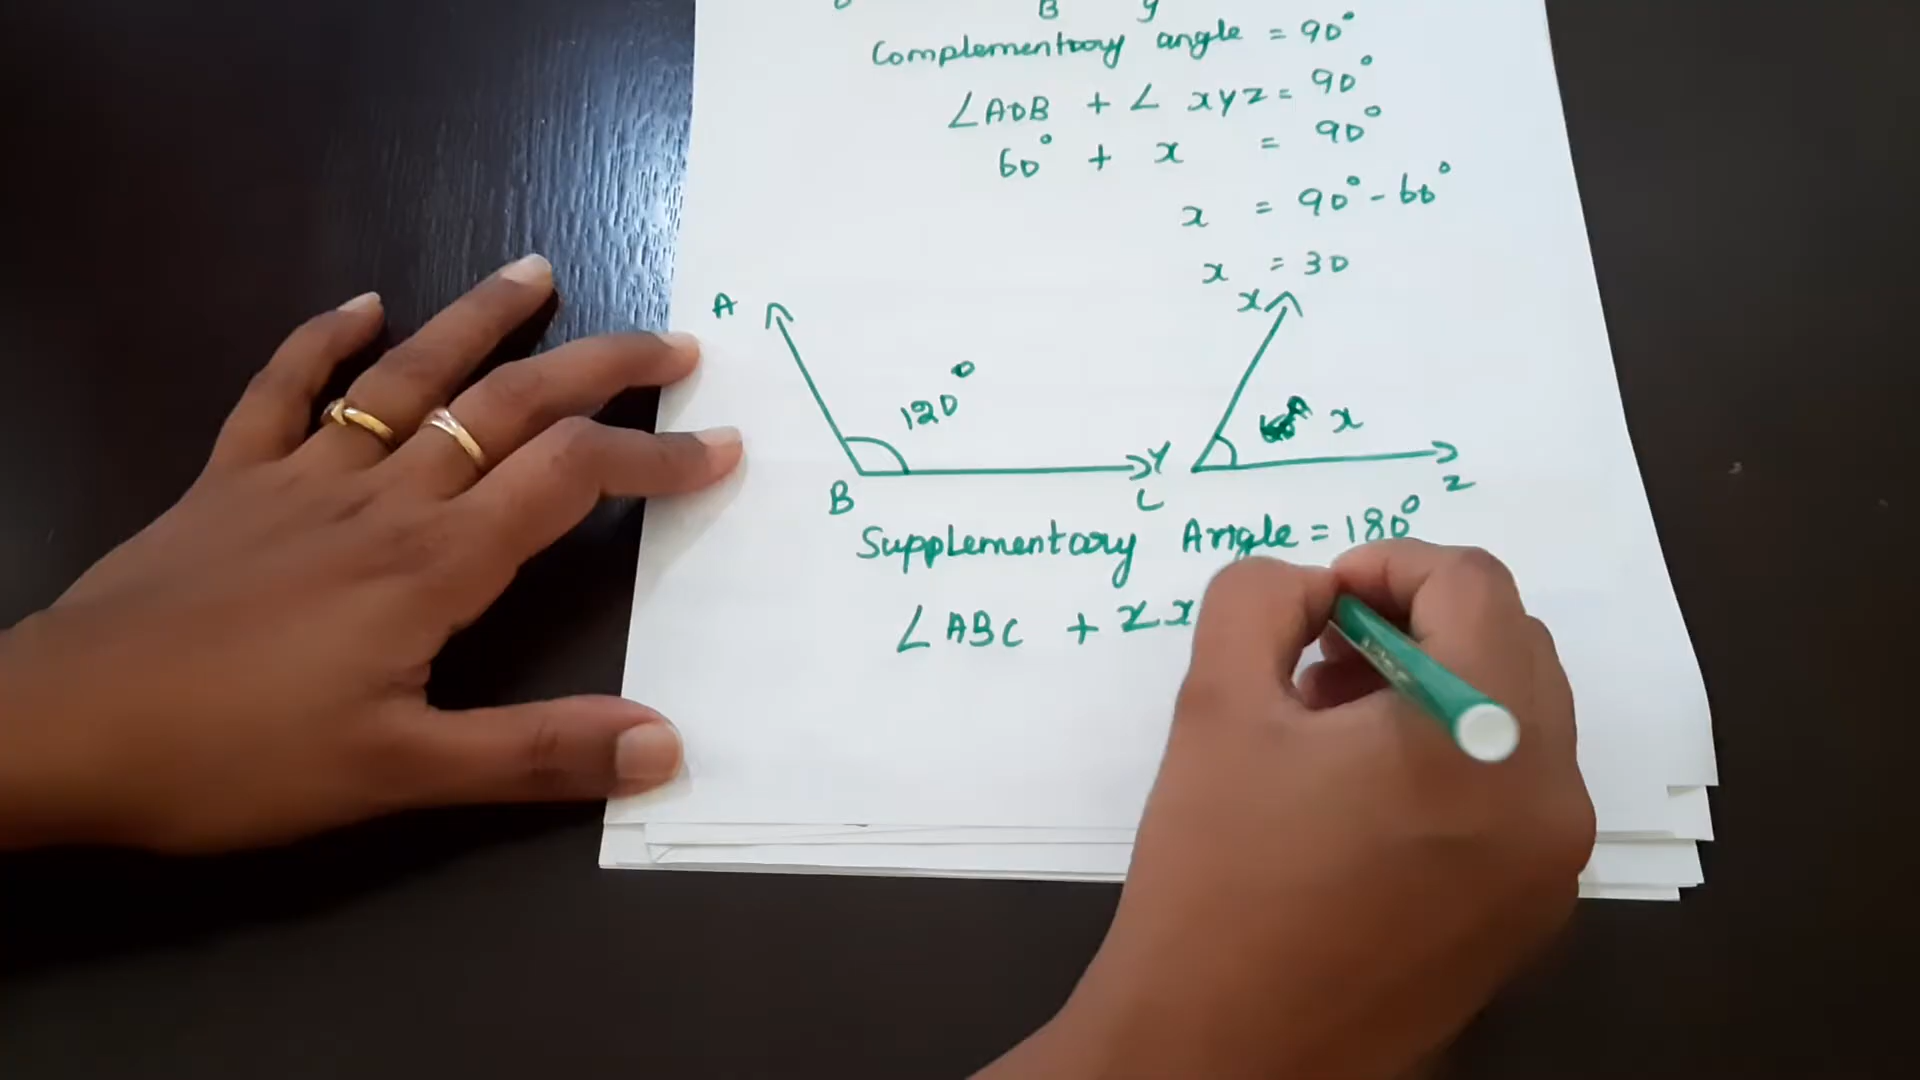 B y
Complementary angle = 90°
∠AOB + ∠ xyz = 90°
60° + x = 90°
x = 90° - 60°
x = 30
A x
120° x
B C Y Z
Supplementary Angle = 180°
∠ABC + ∠x